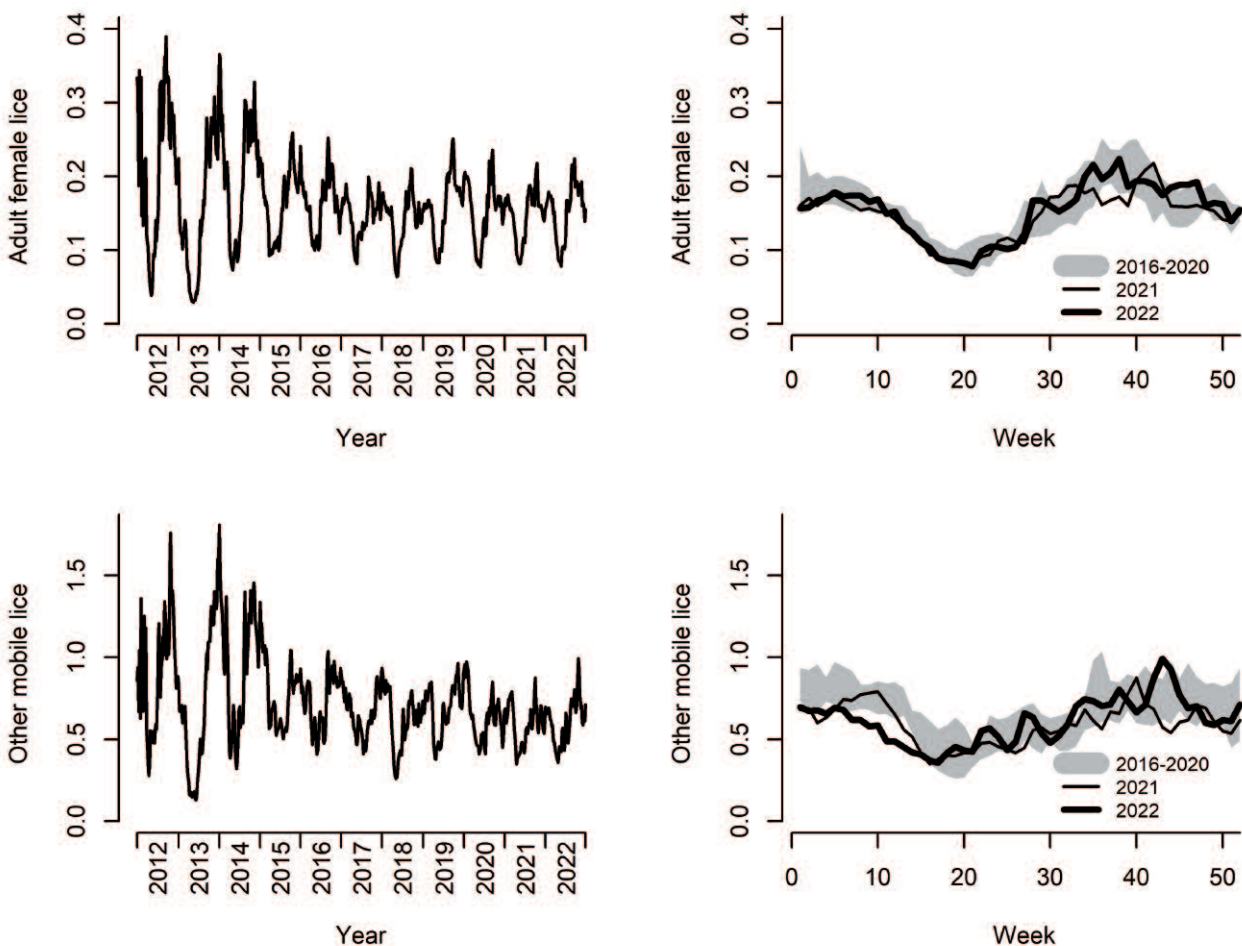 Adult female lice
0.0 0.1 0.2 0.3 0.4
2012 2013 2014 2015 2016 2017 2018 2019 2020 2021 2022
Year
Adult female lice
0.0 0.1 0.2 0.3 0.4
2016-2020
2021
2022
0 10 20 30 40 50
Week
Other mobile lice
0.0 0.5 1.0 1.5
2012 2013 2014 2015 2016 2017 2018 2019 2020 2021 2022
Year
Other mobile lice
0.0 0.5 1.0 1.5
2016-2020
2021
2022
0 10 20 30 40 50
Week